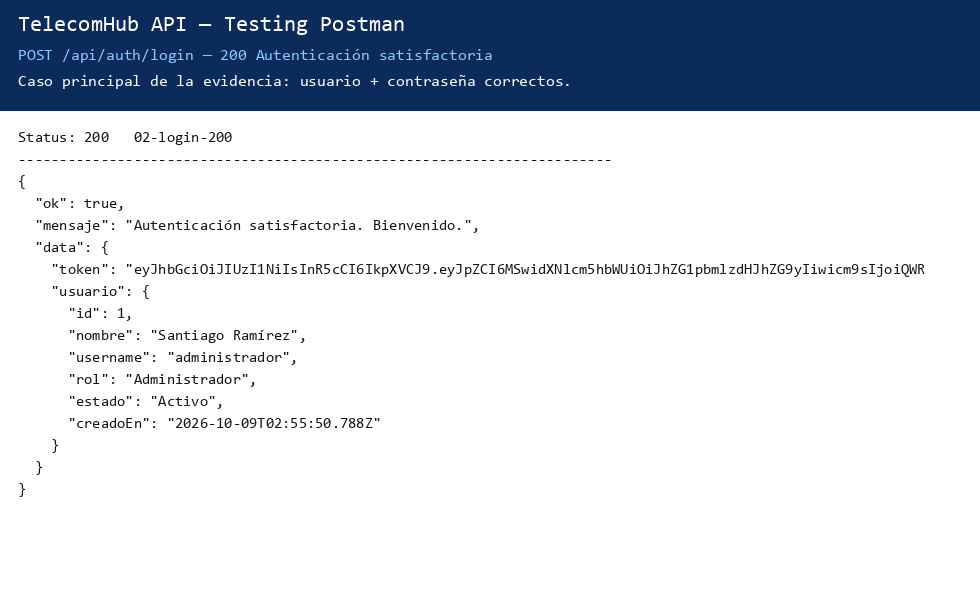 TelecomHub API — Testing Postman
POST /api/auth/login — 200 Autenticación satisfactoria
Caso principal de la evidencia: usuario + contraseña correctos.
Status: 200   02-login-200
------------------------------------------------------------------------
{
  "ok": true,
  "mensaje": "Autenticación satisfactoria. Bienvenido.",
  "data": {
    "token": "eyJhbGciOiJIUzI1NiIsInR5cCI6IkpXVCJ9.eyJpZCI6MSwidXNlcm5hbWUiOiJhZG1pbmlzdHJhZG9yIiwicm9sIjoiQWR
    "usuario": {
      "id": 1,
      "nombre": "Santiago Ramírez",
      "username": "administrador",
      "rol": "Administrador",
      "estado": "Activo",
      "creadoEn": "2026-10-09T02:55:50.788Z"
    }
  }
}